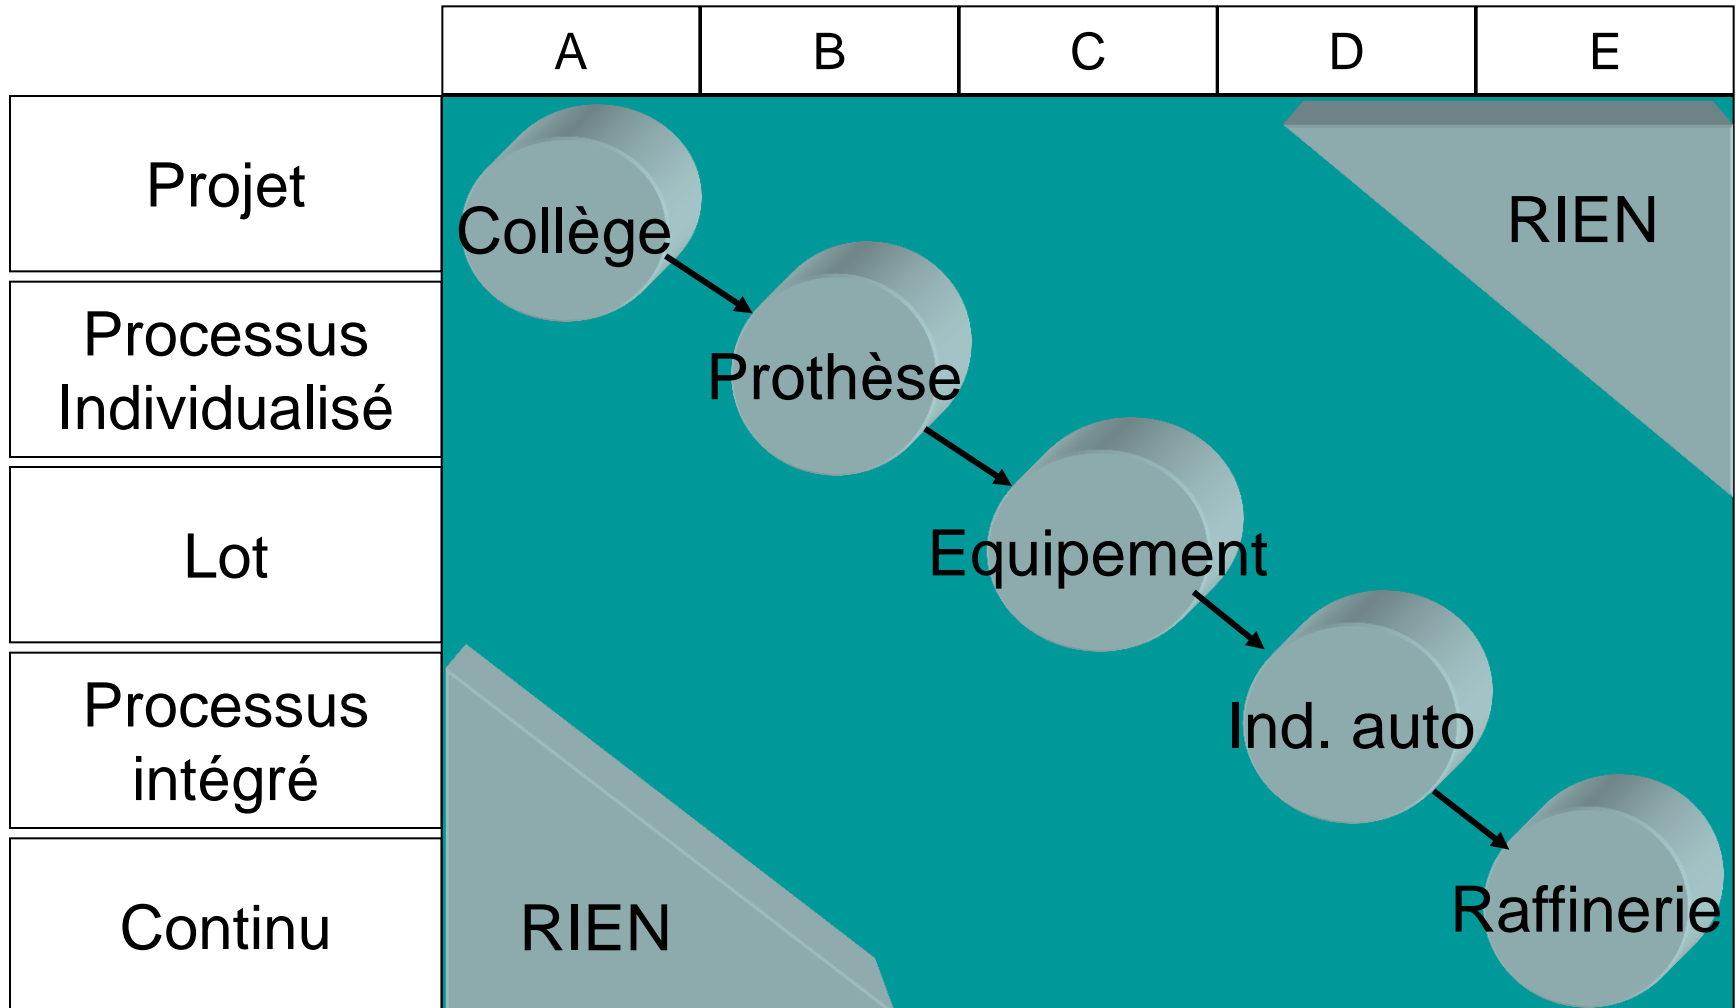 A B C D E
Projet
Collège
RIEN
Processus
Individualisé
Prothèse
Lot
Equipement
Processus
intégré
Ind. auto
Continu
RIEN
Raffinerie